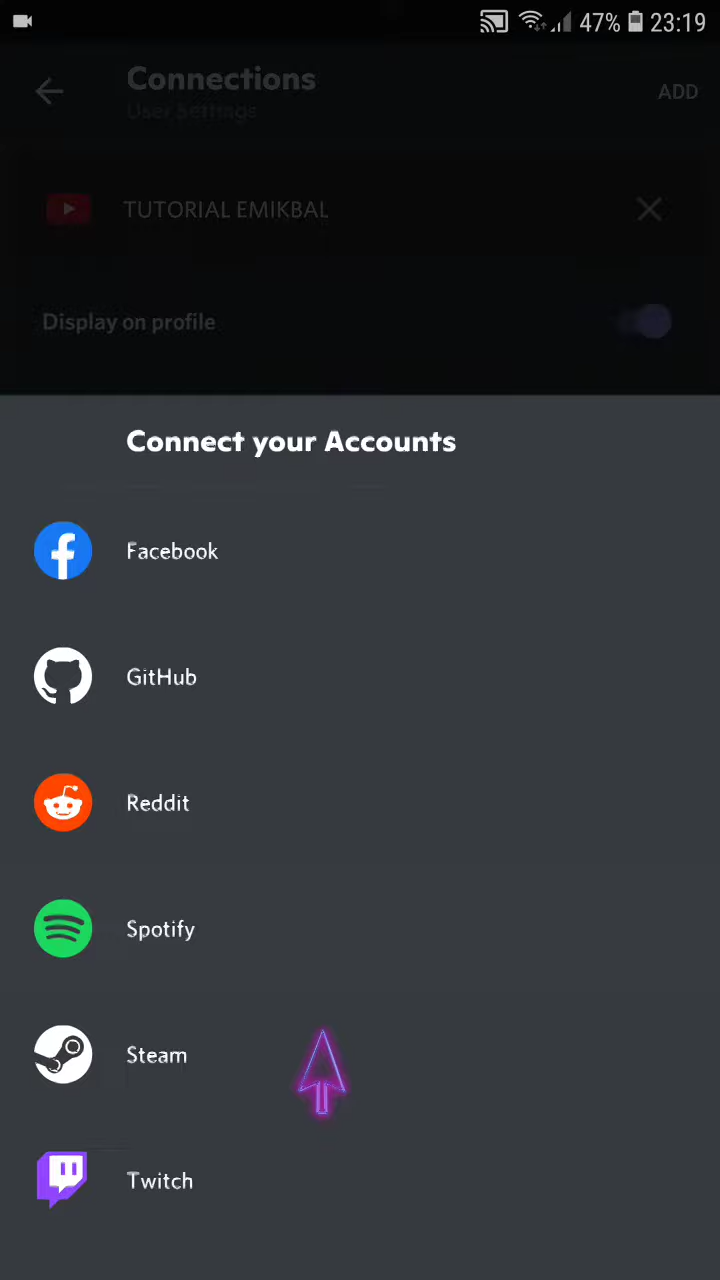 47% 23:19
Connections
User Settings
ADD
TUTORIAL EMIKBAL
Display on profile
Connect your Accounts
Facebook
GitHub
Reddit
Spotify
Steam
Twitch